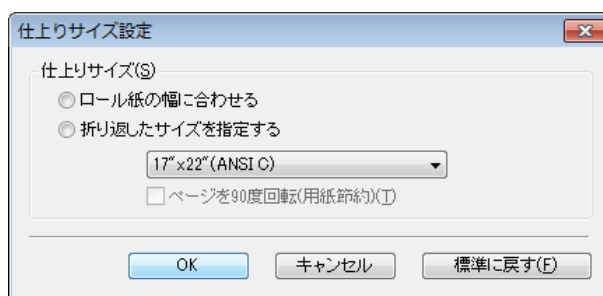 仕上りサイズ設定
仕上りサイズ(S)
ロール紙の幅に合わせる
折り返したサイズを指定する
17"x22"(ANSI C)
ページを90度回転(用紙節約)(T)
OK キャンセル 標準に戻す(F)